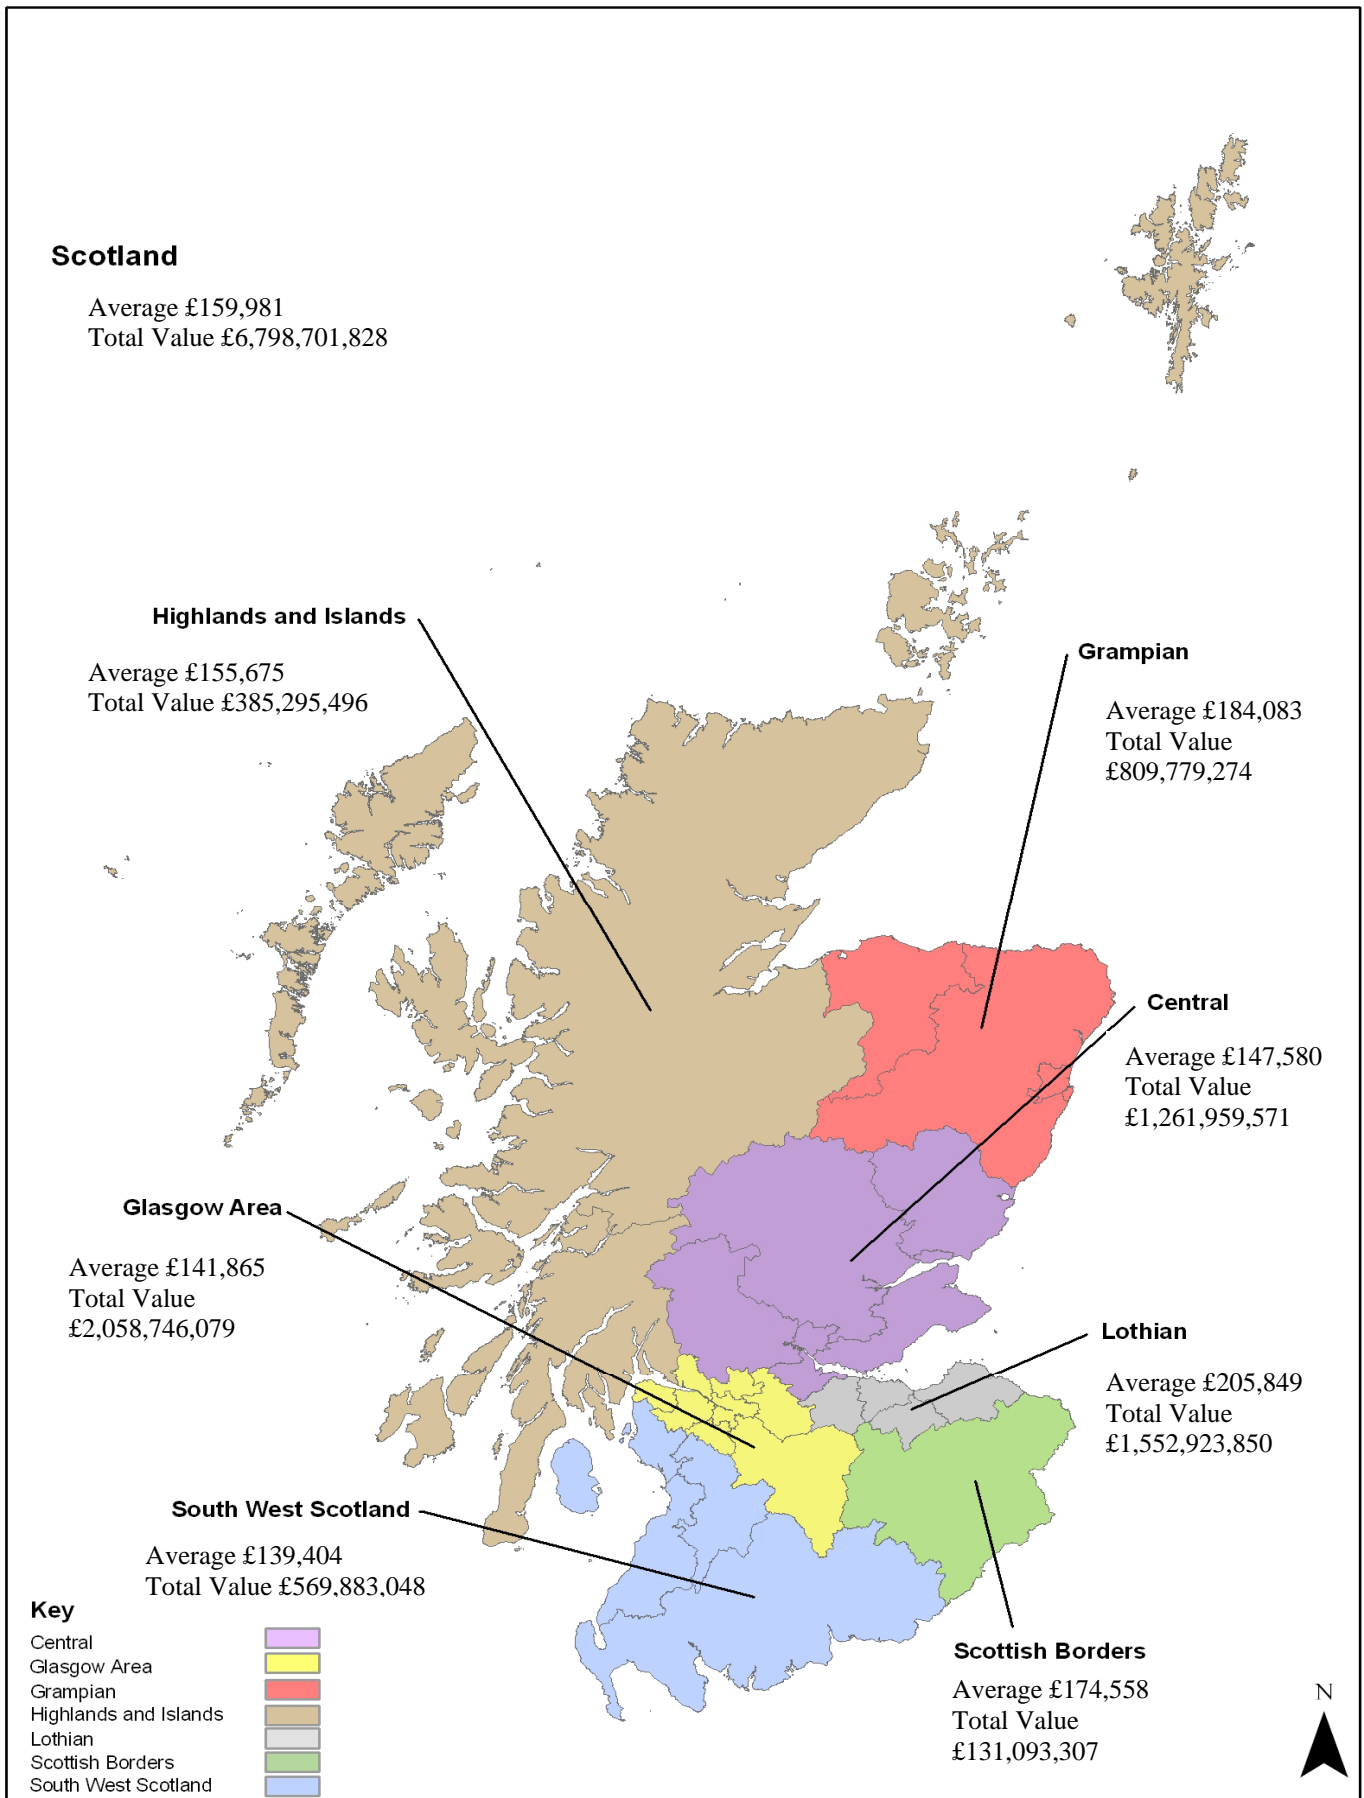 Scotland
Average £159,981
Total Value £6,798,701,828
Highlands and Islands
Average £155,675
Total Value £385,295,496
Grampian
Average £184,083
Total Value
£809,779,274
Central
Average £147,580
Total Value
£1,261,959,571
Glasgow Area
Average £141,865
Total Value
£2,058,746,079
Lothian
Average £205,849
Total Value
£1,552,923,850
South West Scotland
Average £139,404
Total Value £569,883,048
Scottish Borders
Average £174,558
Total Value
£131,093,307
Key
Central
Glasgow Area
Grampian
Highlands and Islands
Lothian
Scottish Borders
South West Scotland
N